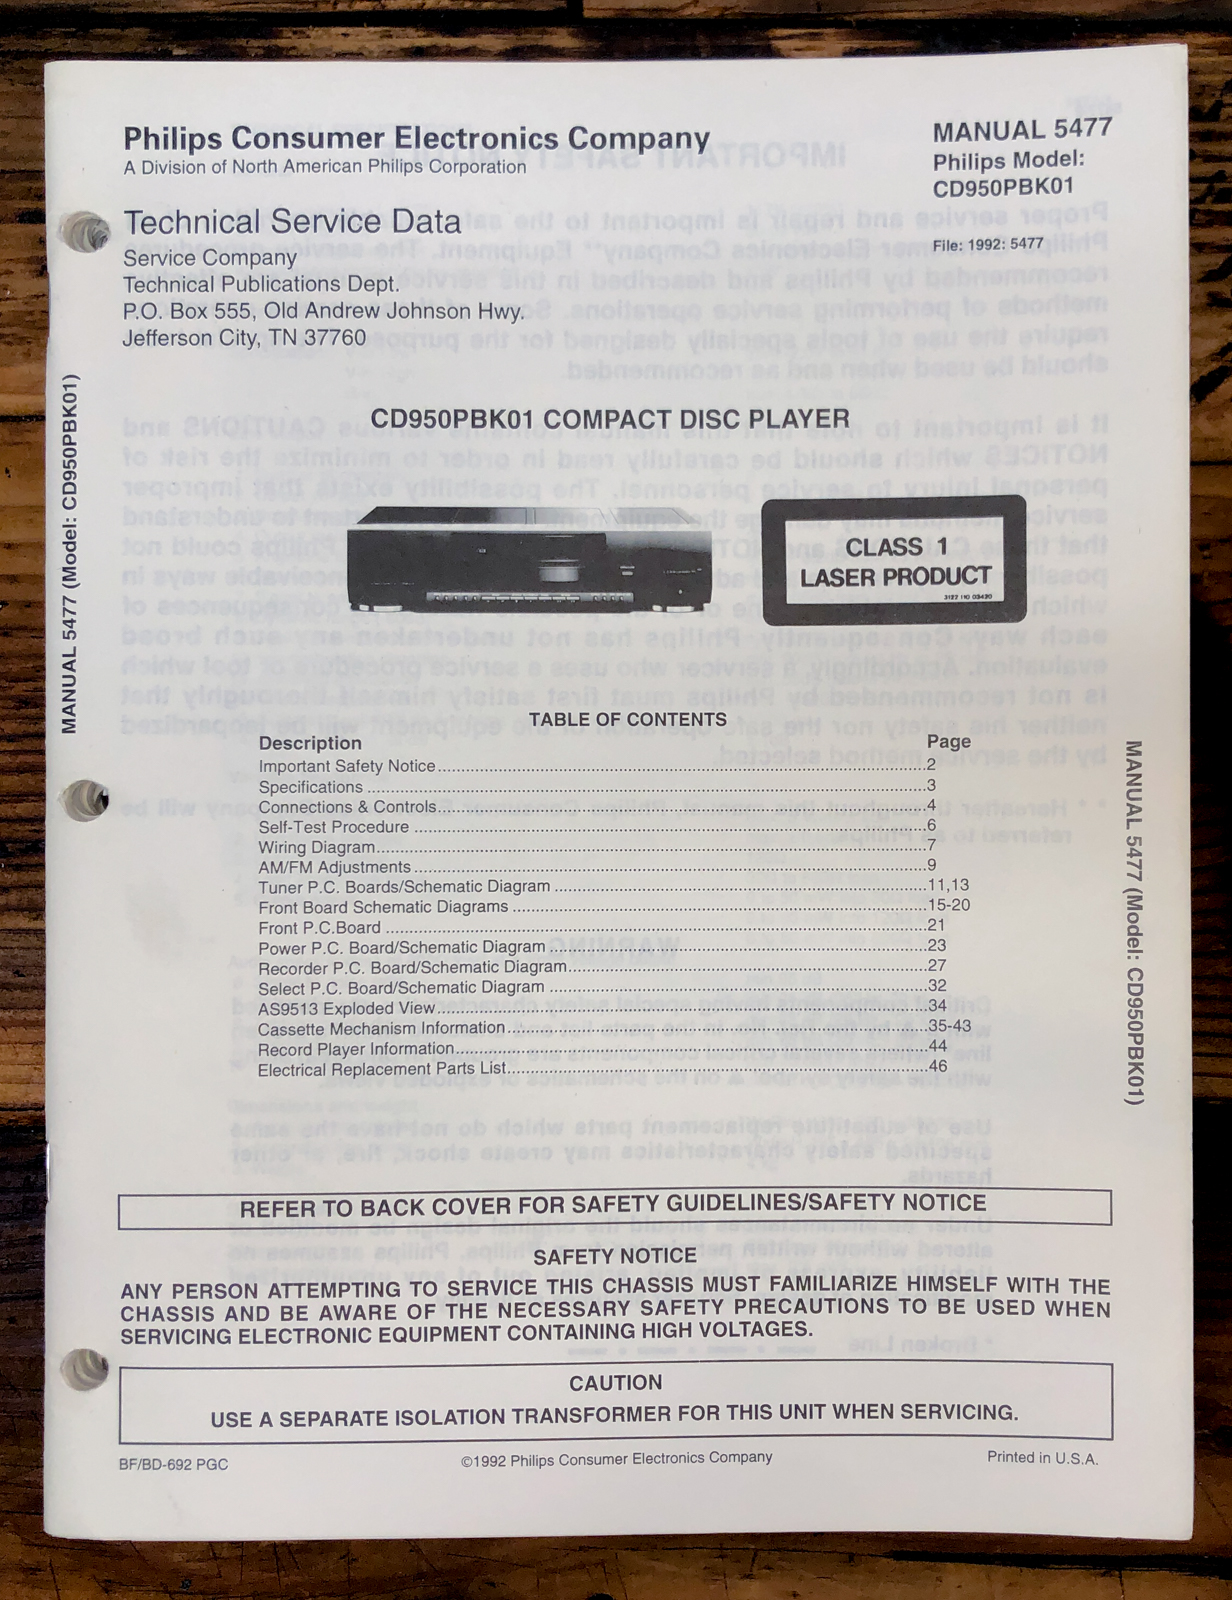 Philips Consumer Electronics Company
A Division of North American Philips Corporation
MANUAL 5477
Philips Model:
CD950PBK01
File: 1992: 5477
Technical Service Data
Service Company
Technical Publications Dept.
P.O. Box 555, Old Andrew Johnson Hwy.
Jefferson City, TN 37760
MANUAL 5477 (Model: CD950PBK01)
CD950PBK01 COMPACT DISC PLAYER
CLASS 1
LASER PRODUCT
3122 110 03420
TABLE OF CONTENTS
Description Page
Important Safety Notice 2
Specifications 3
Connections & Controls 4
Self-Test Procedure 6
Wiring Diagram 7
AM/FM Adjustments 9
Tuner P.C. Boards/Schematic Diagram 11,13
Front Board Schematic Diagrams 15-20
Front P.C.Board 21
Power P.C. Board/Schematic Diagram 23
Recorder P.C. Board/Schematic Diagram 27
Select P.C. Board/Schematic Diagram 32
AS9513 Exploded View 34
Cassette Mechanism Information 35-43
Record Player Information 44
Electrical Replacement Parts List 46
MANUAL 5477 (Model: CD950PBK01)
REFER TO BACK COVER FOR SAFETY GUIDELINES/SAFETY NOTICE
SAFETY NOTICE
ANY PERSON ATTEMPTING TO SERVICE THIS CHASSIS MUST FAMILIARIZE HIMSELF WITH THE
CHASSIS AND BE AWARE OF THE NECESSARY SAFETY PRECAUTIONS TO BE USED WHEN
SERVICING ELECTRONIC EQUIPMENT CONTAINING HIGH VOLTAGES.
CAUTION
USE A SEPARATE ISOLATION TRANSFORMER FOR THIS UNIT WHEN SERVICING.
BF/BD-692 PGC
©1992 Philips Consumer Electronics Company
Printed in U.S.A.